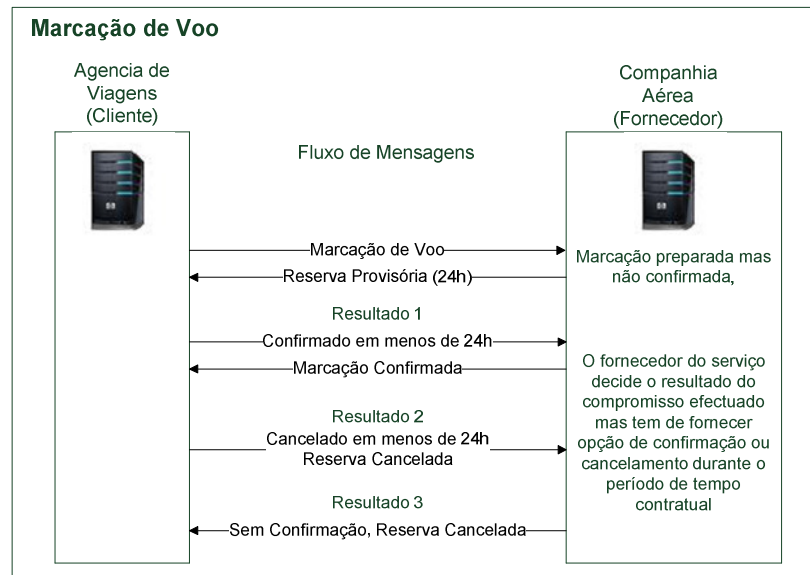 Marcação de Voo
Agencia de
Viagens
(Cliente)
Companhia
Aérea
(Fornecedor)
Fluxo de Mensagens
Marcação de Voo
Reserva Provisória (24h)
Marcação preparada mas
não confirmada,
Resultado 1
Confirmado em menos de 24h
Marcação Confirmada
O fornecedor do serviço
decide o resultado do
compromisso efectuado
mas tem de fornecer
opção de confirmação ou
cancelamento durante o
período de tempo
contratual
Resultado 2
Cancelado em menos de 24h
Reserva Cancelada
Resultado 3
Sem Confirmação, Reserva Cancelada